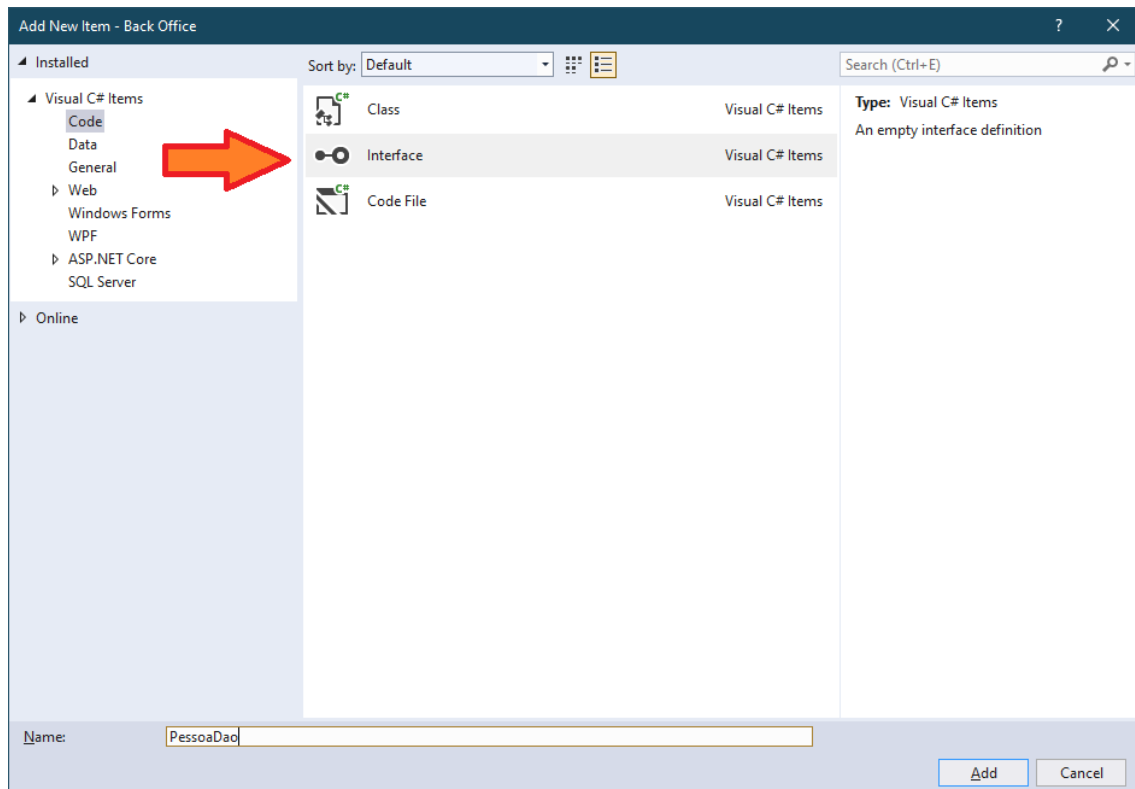 Add New Item - Back Office
?
Installed
Sort by: Default
Search (Ctrl+E)
Visual C# Items
Code
Data
General
Web
Windows Forms
WPF
ASP.NET Core
SQL Server
Online
C# Class Visual C# Items
Interface Visual C# Items
C# Code File Visual C# Items
Type: Visual C# Items
An empty interface definition
Name: PessoaDao
Add Cancel